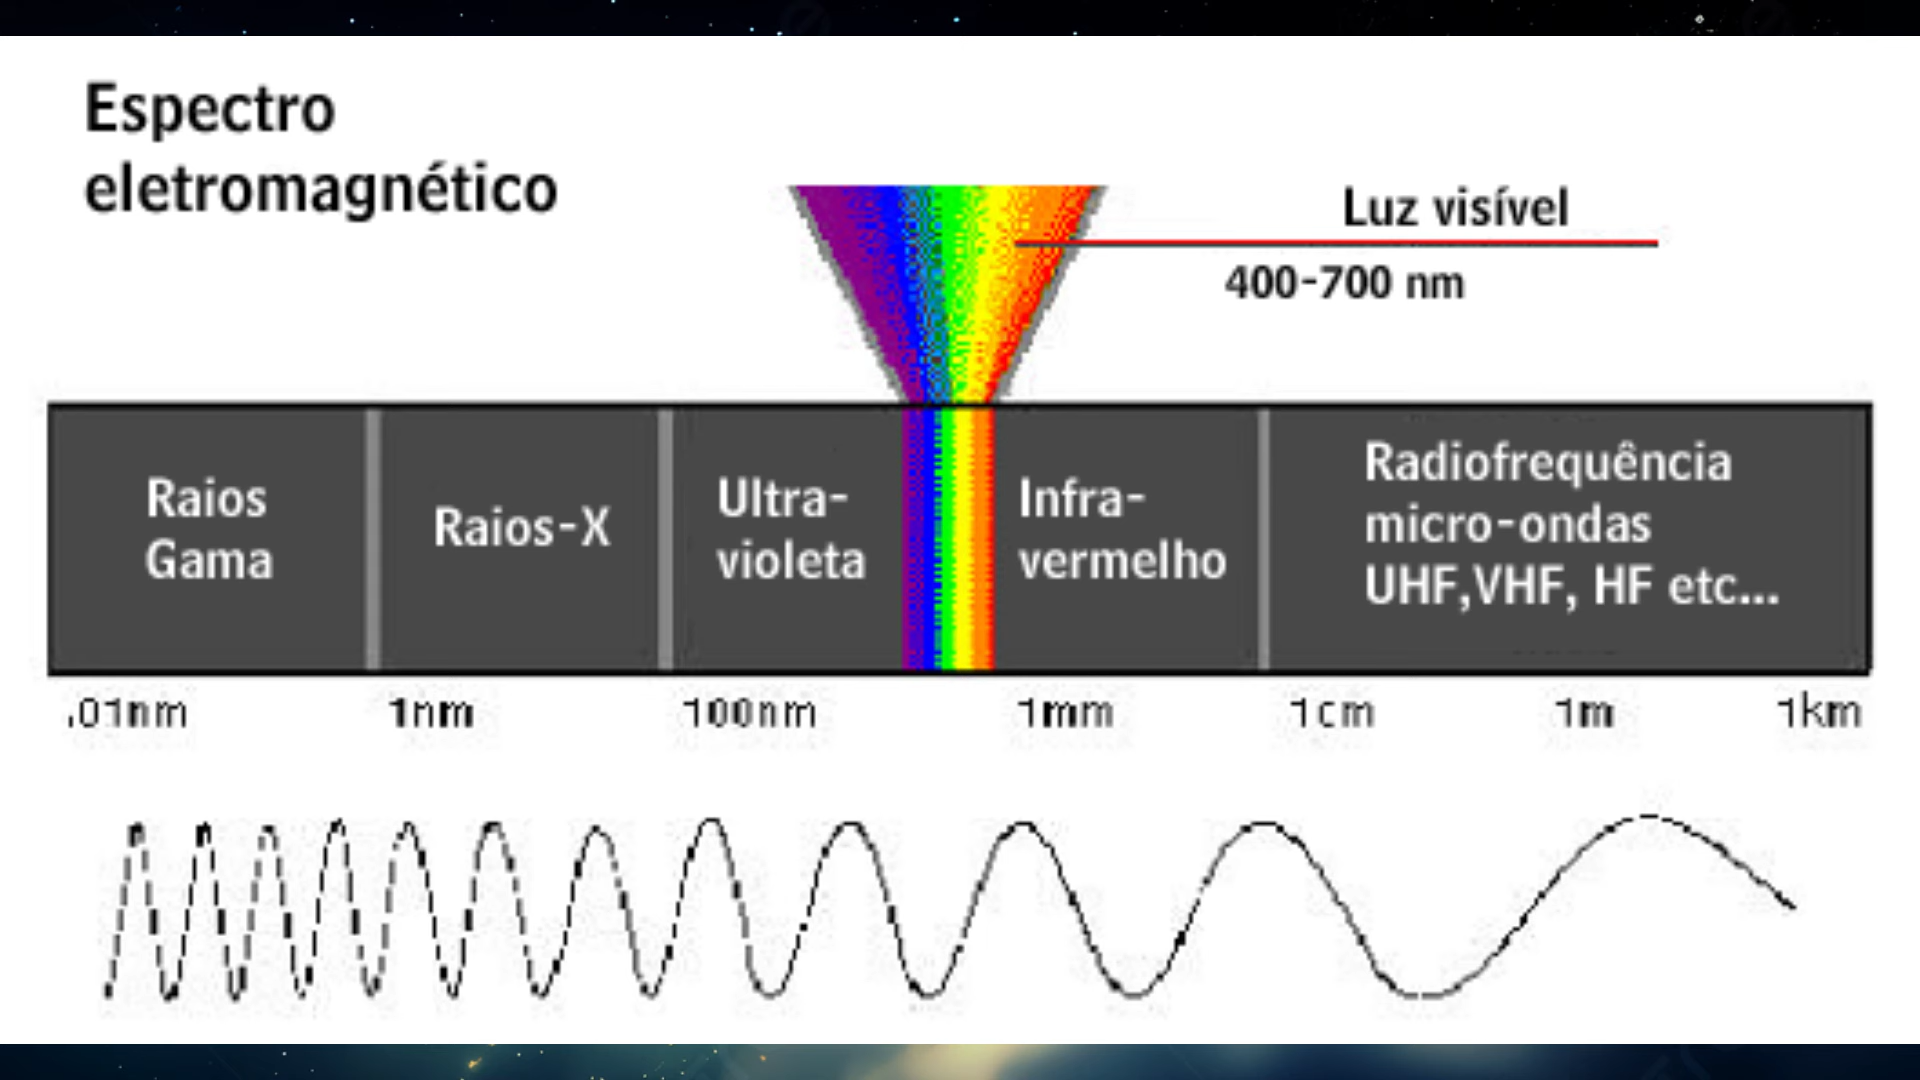 Espectro
eletromagnético
Luz visível
400-700 nm
Raios
Gama
Raios-X
Ultra-
violeta
Infra-
vermelho
Radiofrequência
micro-ondas
UHF,VHF, HF etc...
.01nm 1nm 100nm 1mm 1cm 1m 1km